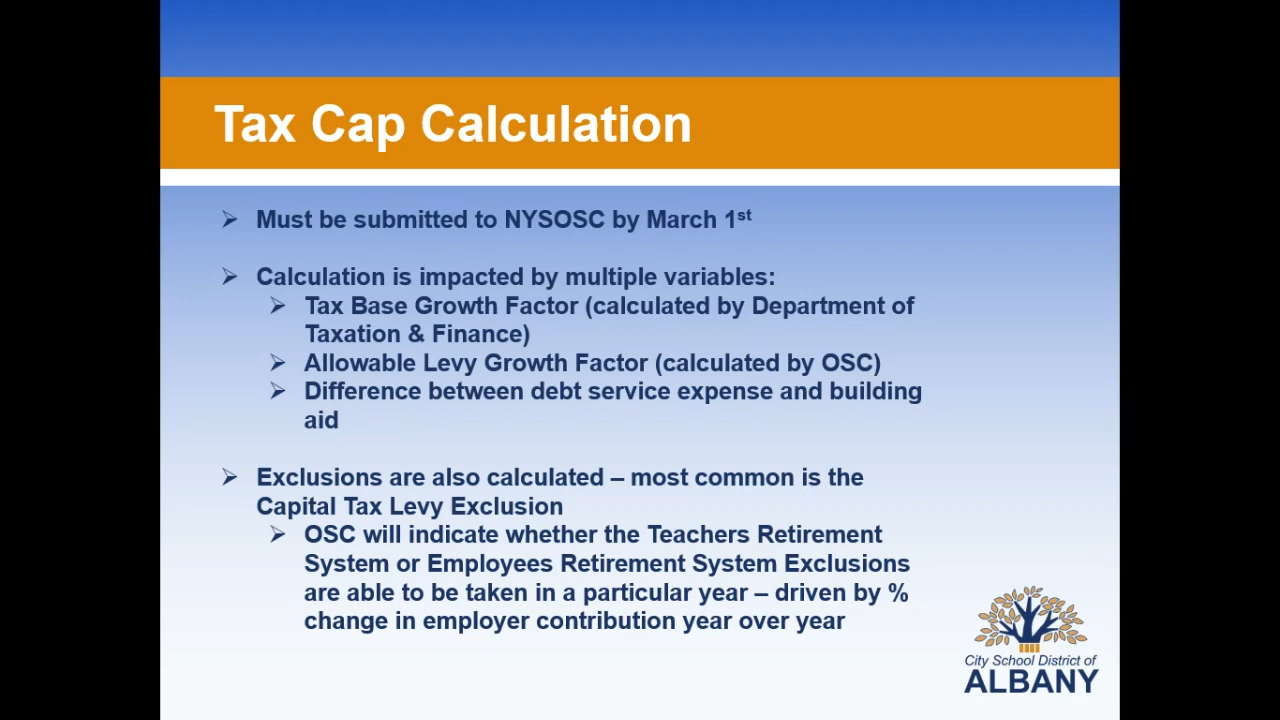 Tax Cap Calculation
➢ Must be submitted to NYSOSC by March 1st
➢ Calculation is impacted by multiple variables:
➢ Tax Base Growth Factor (calculated by Department of
Taxation & Finance)
➢ Allowable Levy Growth Factor (calculated by OSC)
➢ Difference between debt service expense and building
aid
➢ Exclusions are also calculated – most common is the
Capital Tax Levy Exclusion
➢ OSC will indicate whether the Teachers Retirement
System or Employees Retirement System Exclusions
are able to be taken in a particular year – driven by %
change in employer contribution year over year
City School District of
ALBANY